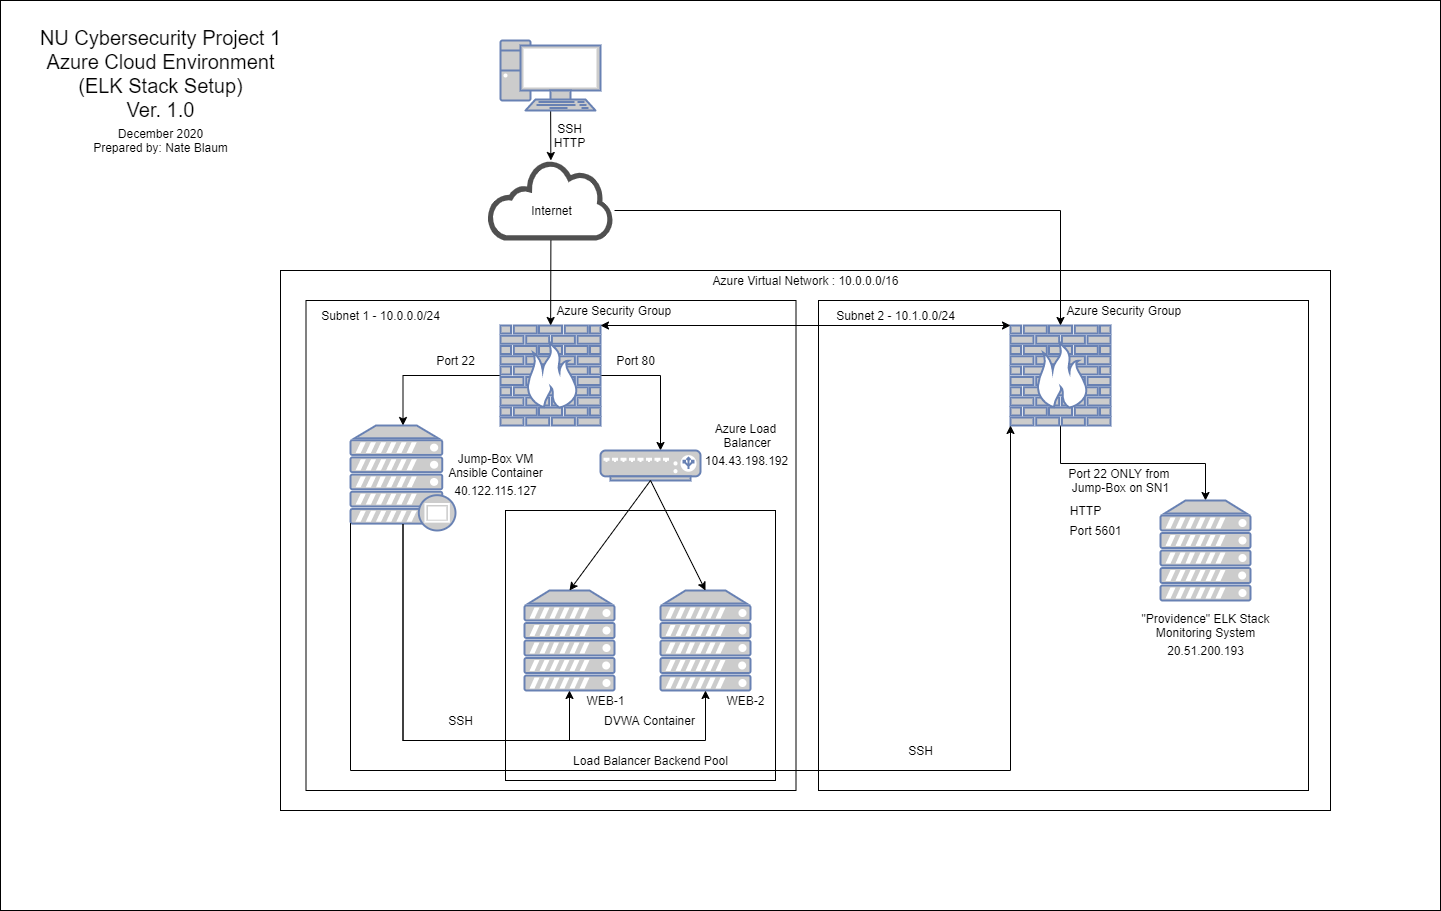 NU Cybersecurity Project 1
Azure Cloud Environment
(ELK Stack Setup)
Ver. 1.0
December 2020
Prepared by: Nate Blaum
SSH
HTTP
Internet
Azure Virtual Network : 10.0.0.0/16
Subnet 1 - 10.0.0.0/24
Azure Security Group
Subnet 2 - 10.1.0.0/24
Azure Security Group
Port 22
Port 80
Azure Load
Balancer
104.43.198.192
Jump-Box VM
Ansible Container
40.122.115.127
Port 22 ONLY from
Jump-Box on SN1
HTTP
Port 5601
"Providence" ELK Stack
Monitoring System
20.51.200.193
WEB-1
WEB-2
SSH
DVWA Container
SSH
Load Balancer Backend Pool